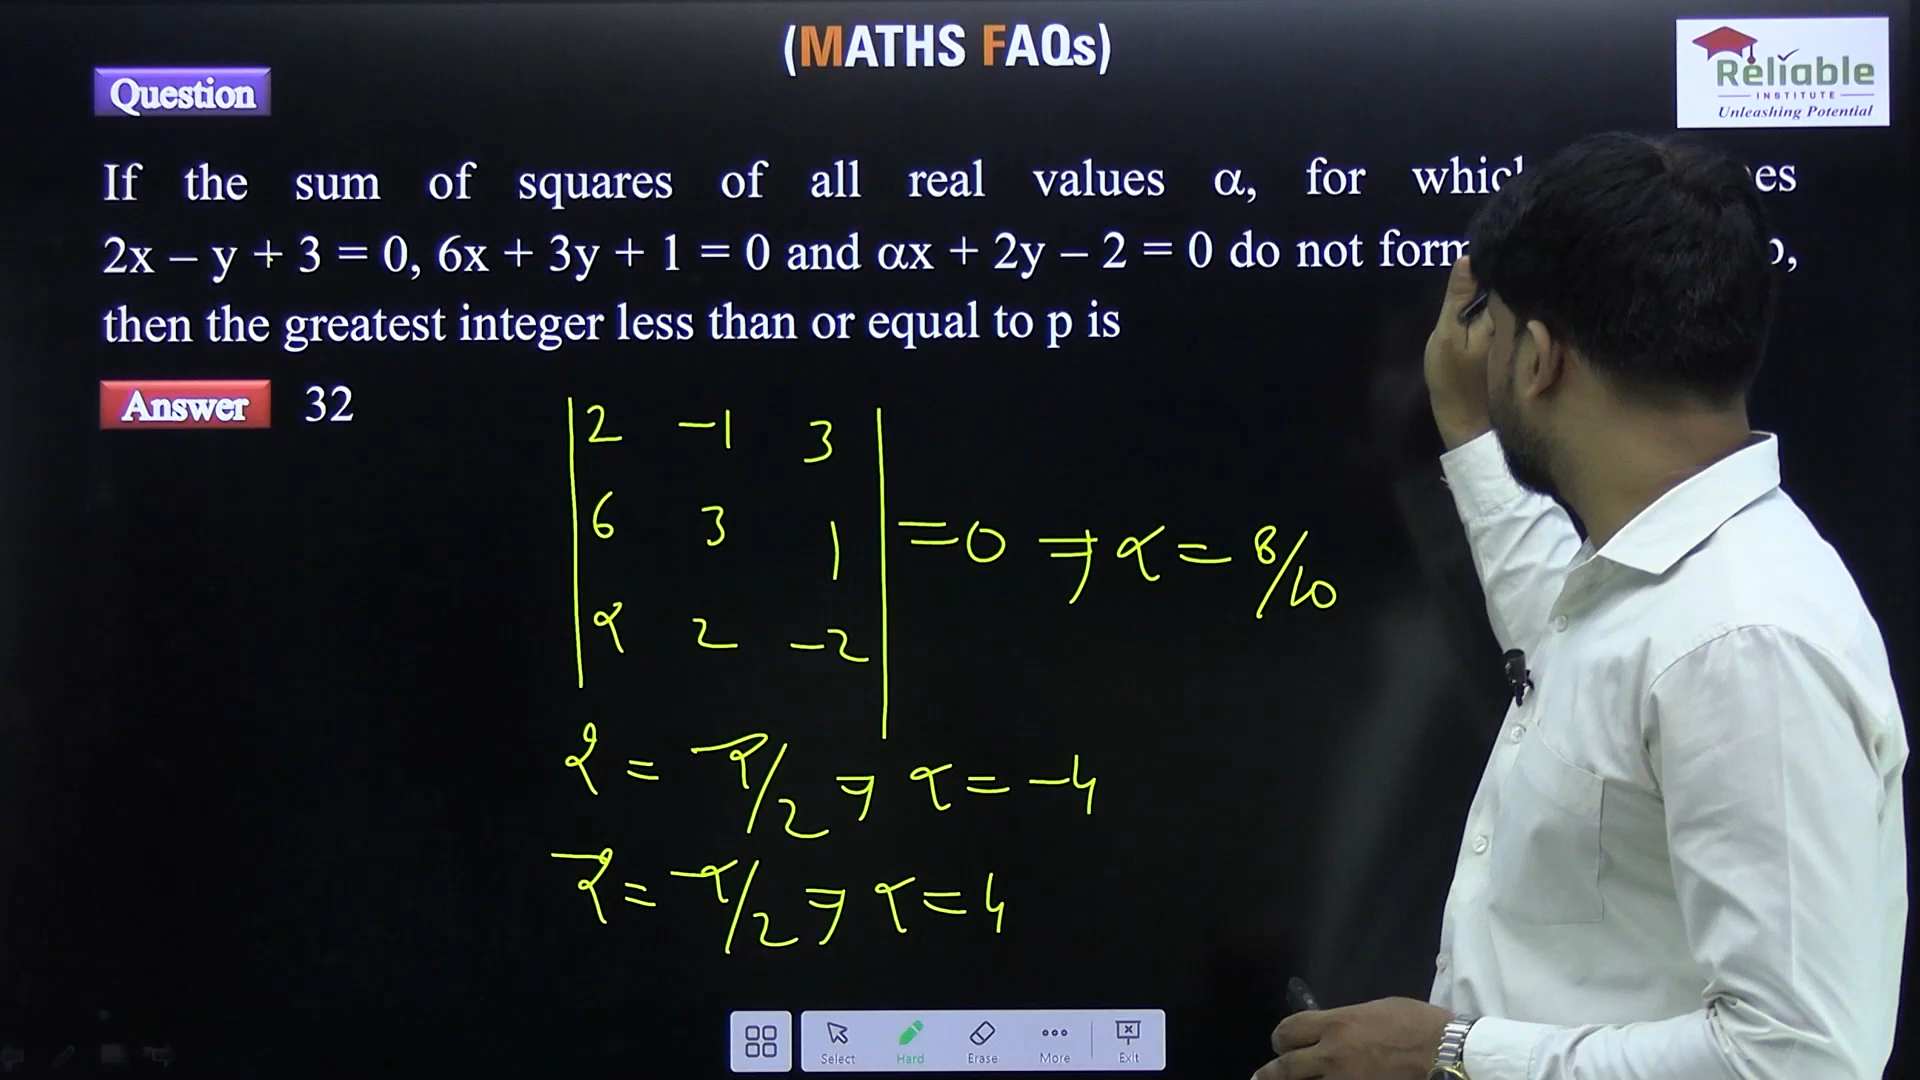 (MATHS FAQs)
Reliable
INSTITUTE
Unleashing Potential
Question
If the sum of squares of all real values α, for
2x – y + 3 = 0, 6x + 3y + 1 = 0 and αx + 2y – 2 = 0 do not
then the greatest integer less than or equal to p is
Answer 32
2 -1 3
6 3 1 = 0 ⇒ α = 8/10
α 2 -2
2 = -α/2 ⇒ α = -4
-2 = -α/2 ⇒ α = 4
Select Hard Erase More Exit